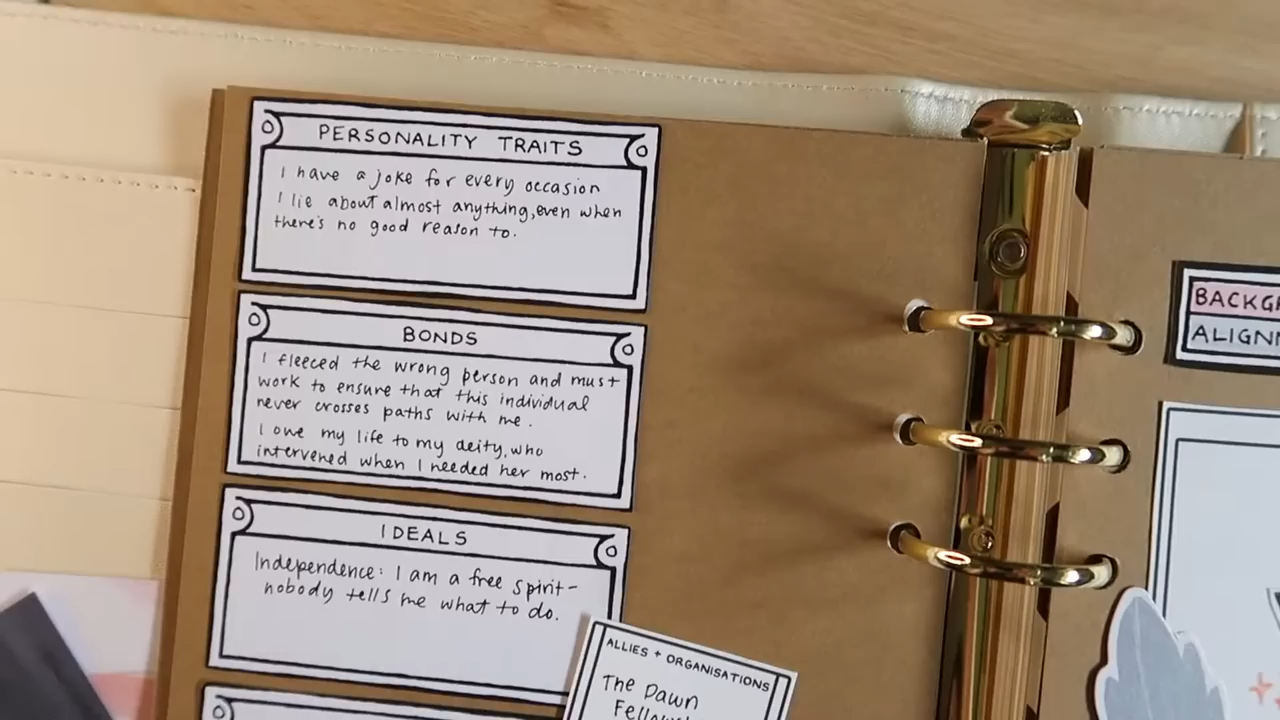 PERSONALITY TRAITS
I have a joke for every occasion
I lie about almost anything, even when
there's no good reason to.
BONDS
I fleeced the wrong person and must
work to ensure that this individual
never crosses paths with me.
I owe my life to my deity, who
intervened when I needed her most.
IDEALS
Independence: I am a free spirit-
nobody tells me what to do.
ALLIES + ORGANISATIONS
The Dawn